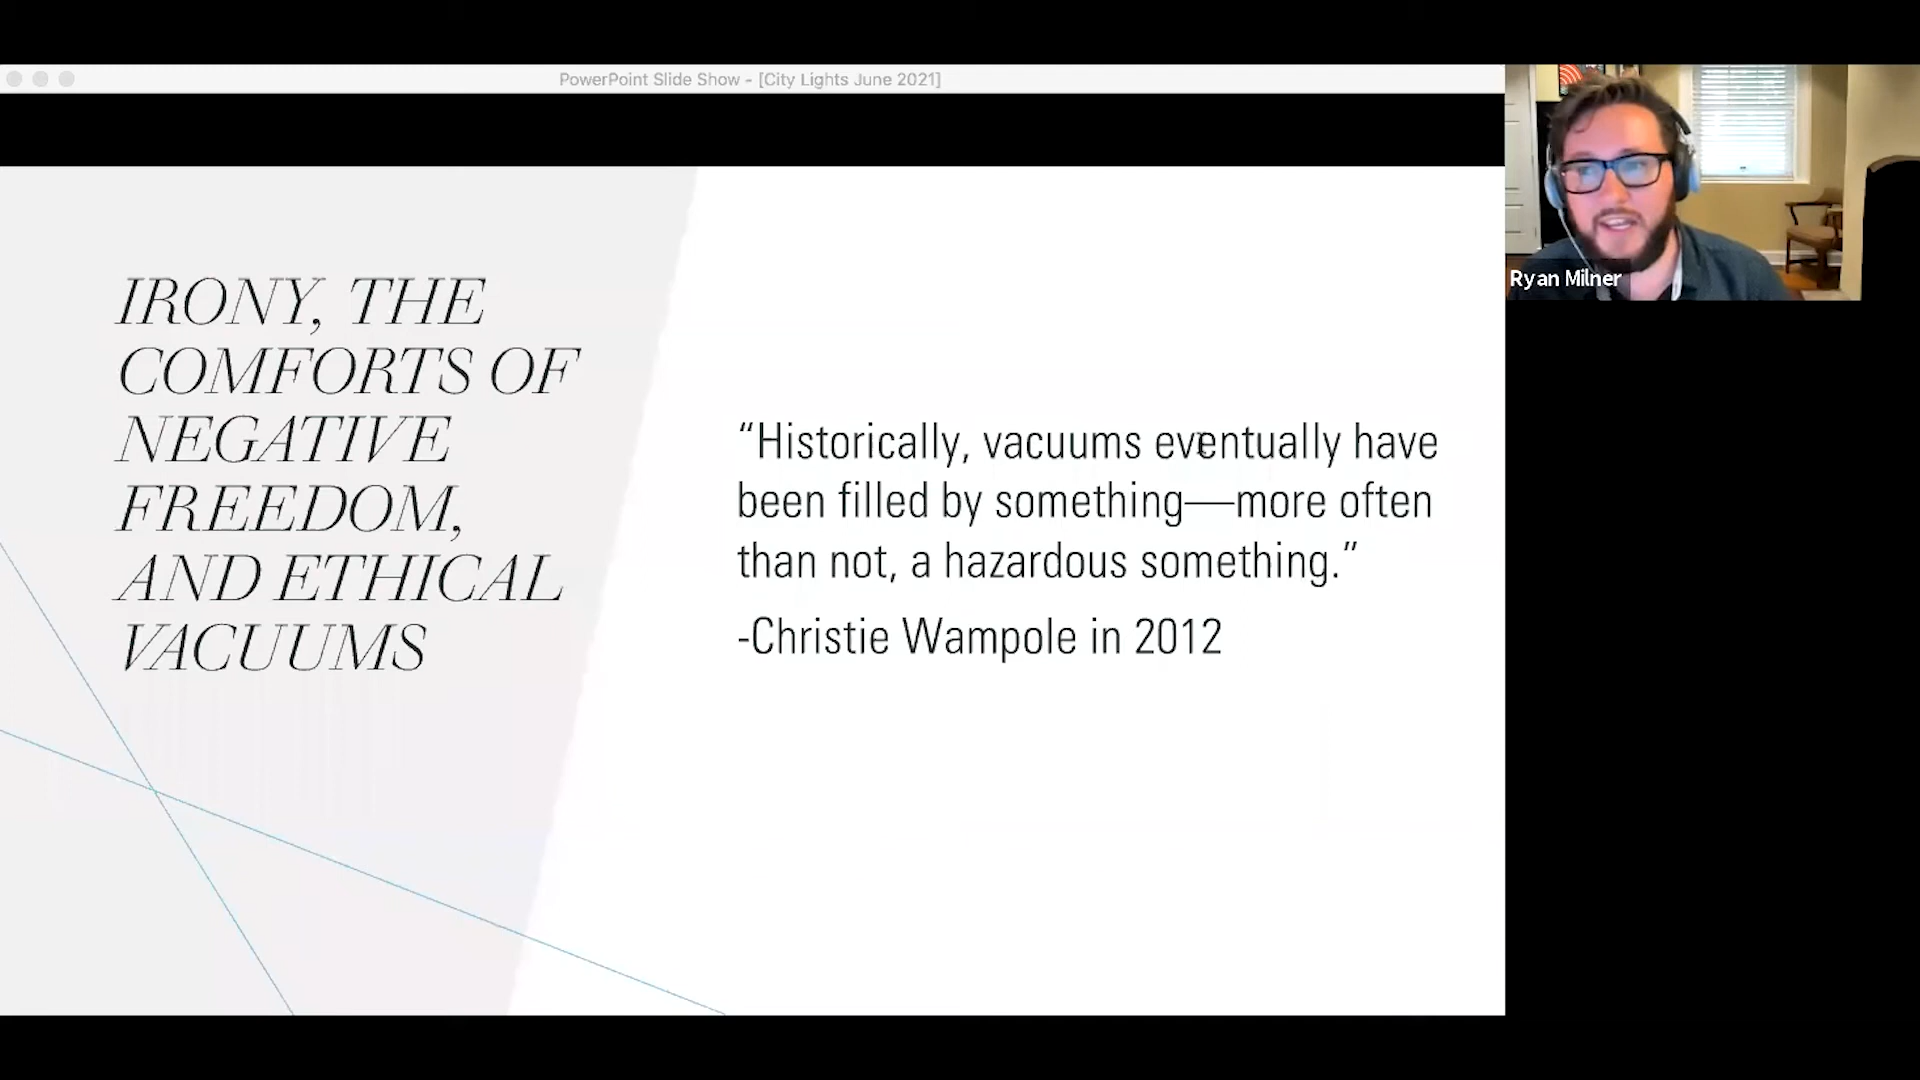 PowerPoint Slide Show - [City Lights June 2021]
IRONY, THE
COMFORTS OF
NEGATIVE
FREEDOM,
AND ETHICAL
VACUUMS
“Historically, vacuums eventually have
been filled by something—more often
than not, a hazardous something.”
-Christie Wampole in 2012
Ryan Milner